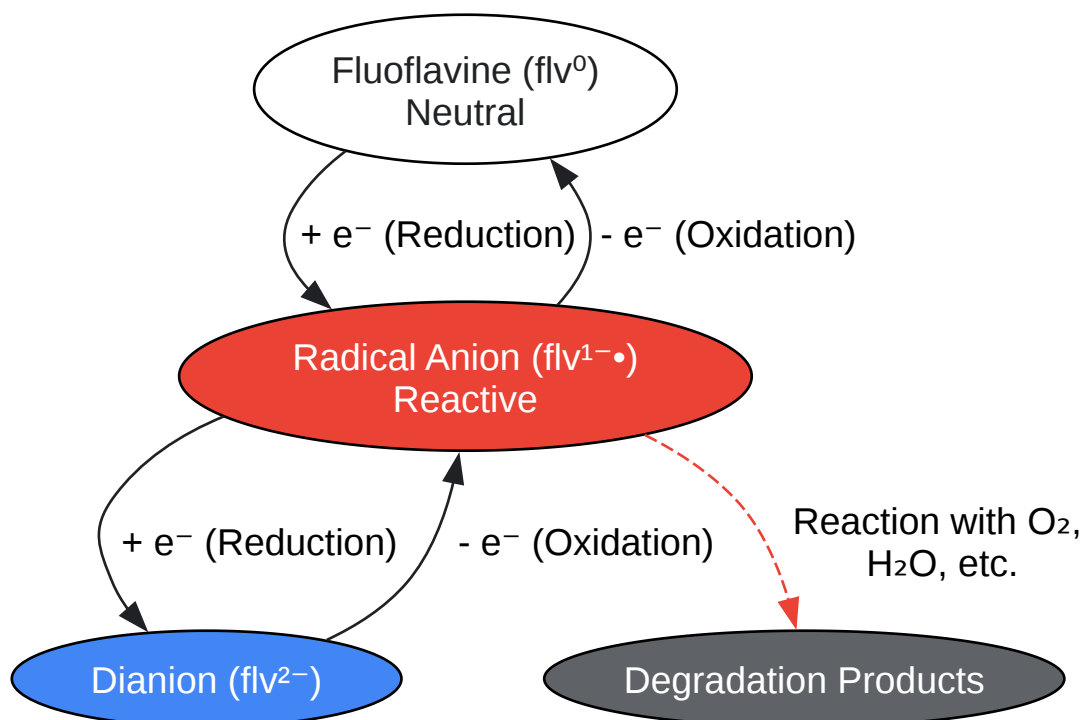 Fluoflavine (flv⁰)
Neutral
+ e⁻ (Reduction)
- e⁻ (Oxidation)
Radical Anion (flv¹⁻•)
Reactive
+ e⁻ (Reduction)
- e⁻ (Oxidation)
Reaction with O₂,
H₂O, etc.
Dianion (flv²⁻)
Degradation Products